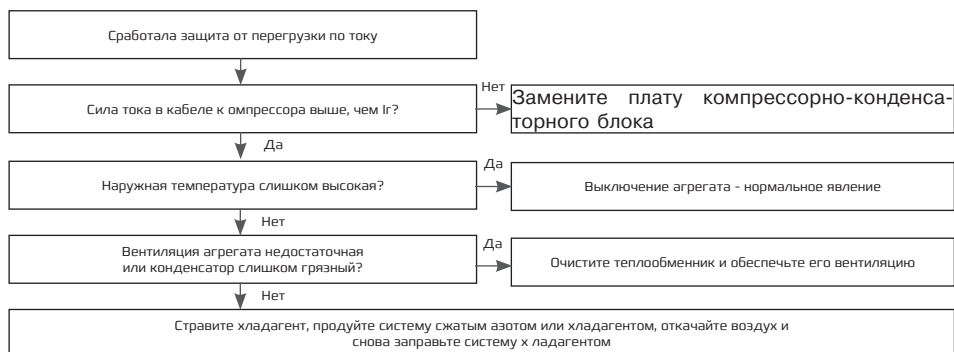 Сработала защита от перегрузки по току
Сила тока в кабеле к омпрессора выше, чем Iг?
Нет
Замените плату компрессорно-конденса-
торного блока
Да
Наружная температура слишком высокая?
Да
Выключение агрегата - нормальное явление
Нет
Вентиляция агрегата недостаточная
или конденсатор слишком грязный?
Да
Очистите теплообменник и обеспечьте его вентиляцию
Нет
Стравите хладагент, продуйте систему сжатым азотом или хладагентом, откачайте воздух и
снова заправьте систему х ладагентом